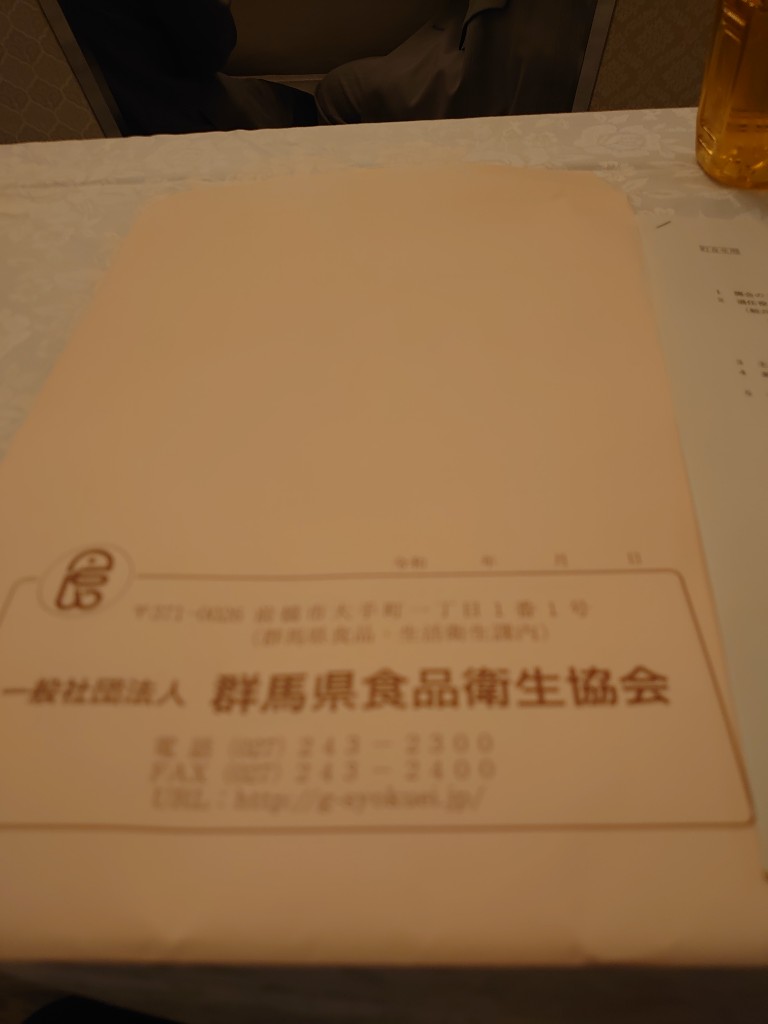 令和 年 月 日
〒371-0026 前橋市大手町一丁目1番1号
(群馬県食品・生活衛生課内)
一般社団法人 群馬県食品衛生協会
電話 (027) 243-2300
FAX (027) 243-2400
URL:http://g-syokuei.jp/